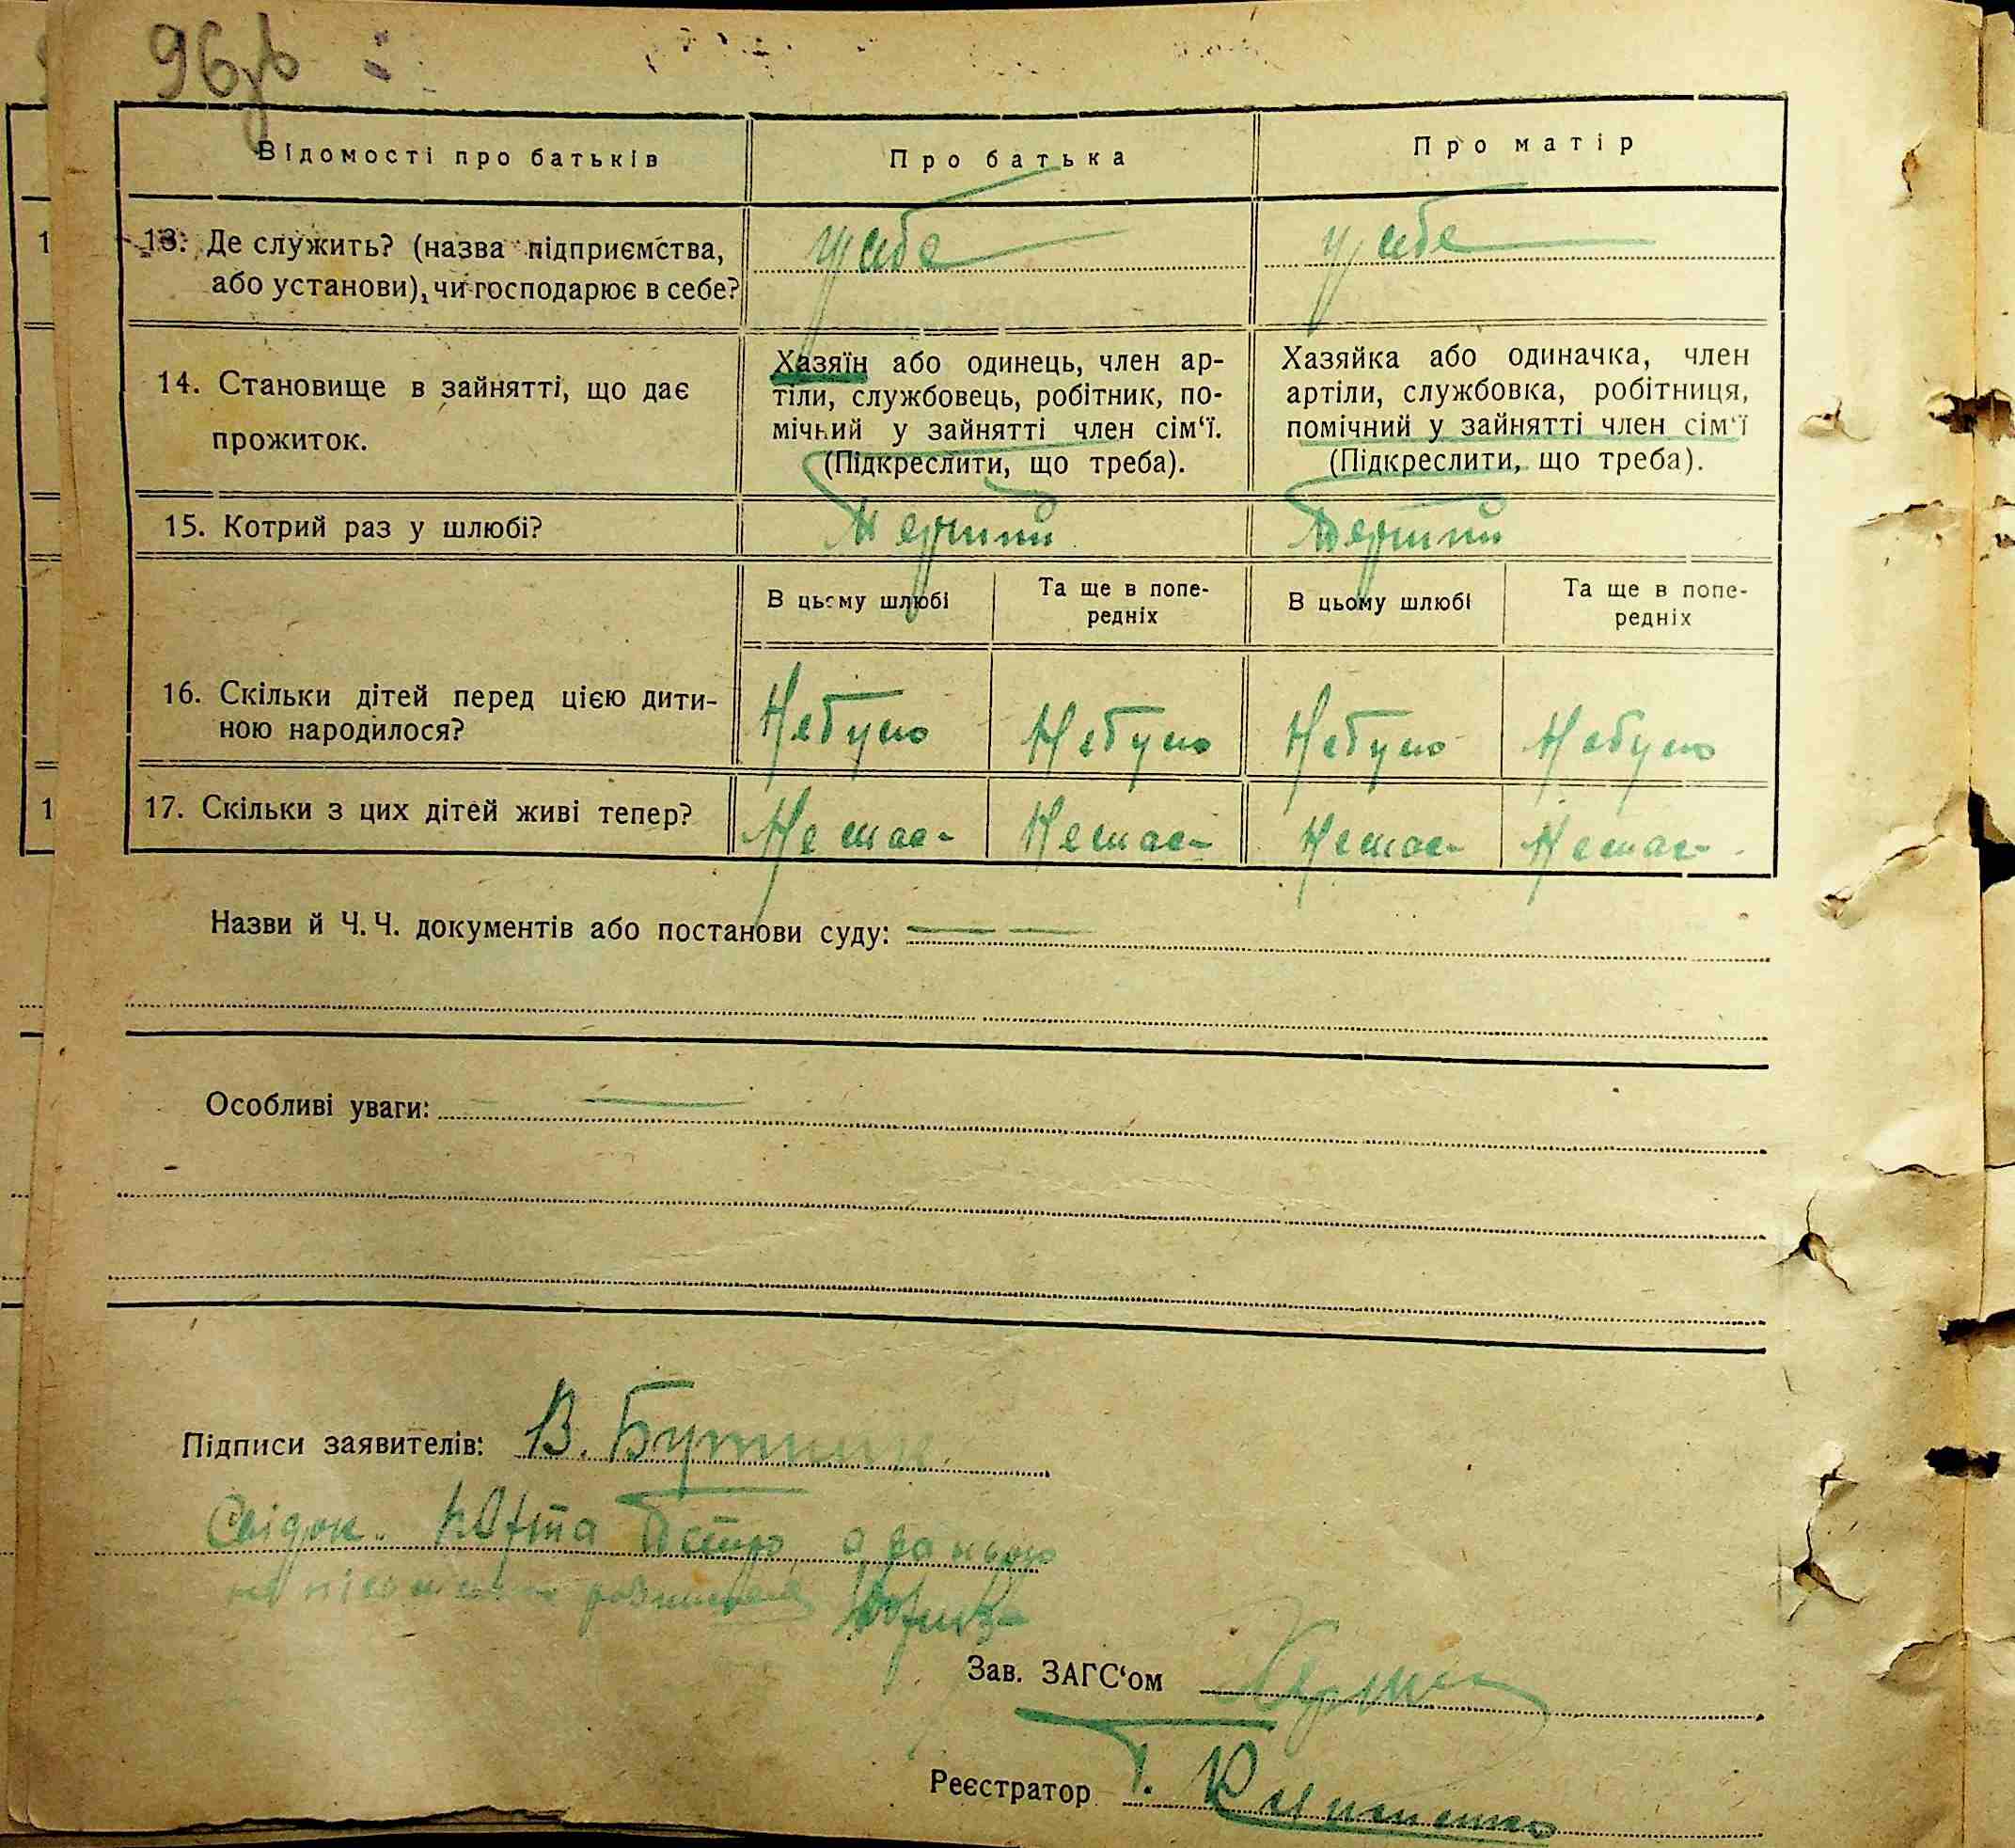 96зв
Відомості про батьків
Про батька
Про матір
13. Де служить? (назва підприємства,
або установи), чи господарює в себе?
у себе
у себе
14. Становище в зайнятті, що дає
прожиток.
Хазяїн або одинець, член ар-
тіли, службовець, робітник, по-
мічний у зайнятті член сім‘ї.
(Підкреслити, що треба).
Хазяйка або одиначка, член
артіли, службовка, робітниця,
помічний у зайнятті член сім‘ї
(Підкреслити, що треба).
15. Котрий раз у шлюбі?
Перший
Перший
В цьому шлюбі
Та ще в попе-
редніх
В цьому шлюбі
Та ще в попе-
редніх
16. Скільки дітей перед цією дити-
ною народилося?
Небуло
Небуло
Небуло
Небуло
17. Скільки з цих дітей живі тепер?
Немає
Немає
Немає
Немає
Назви й Ч. Ч. документів або постанови суду:
Особливі уваги:
Підписи заявителів: В.
Свідок Петро, а за нього
Зав. ЗАГС‘ом
Реєстратор Т.